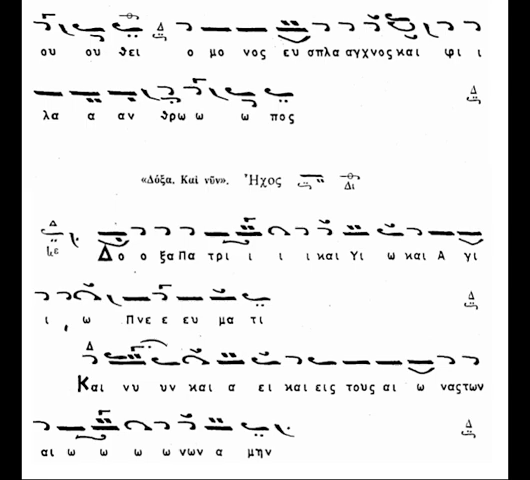 ου ου θει ο μο νος ευ σπλα αγχνος και φι ι
λα α αν θρω ω ω πος
«Δόξα. Καὶ νῦν». Ἦχος Δι
Δο ο ξα Πα τρι ι ι ι και Υι ω και Α γι
ι ω Πνε ε ευ μα τι
Και νυ υν και α ει και εις τους αι ω νας των
αι ω ω ω ω νων α μην